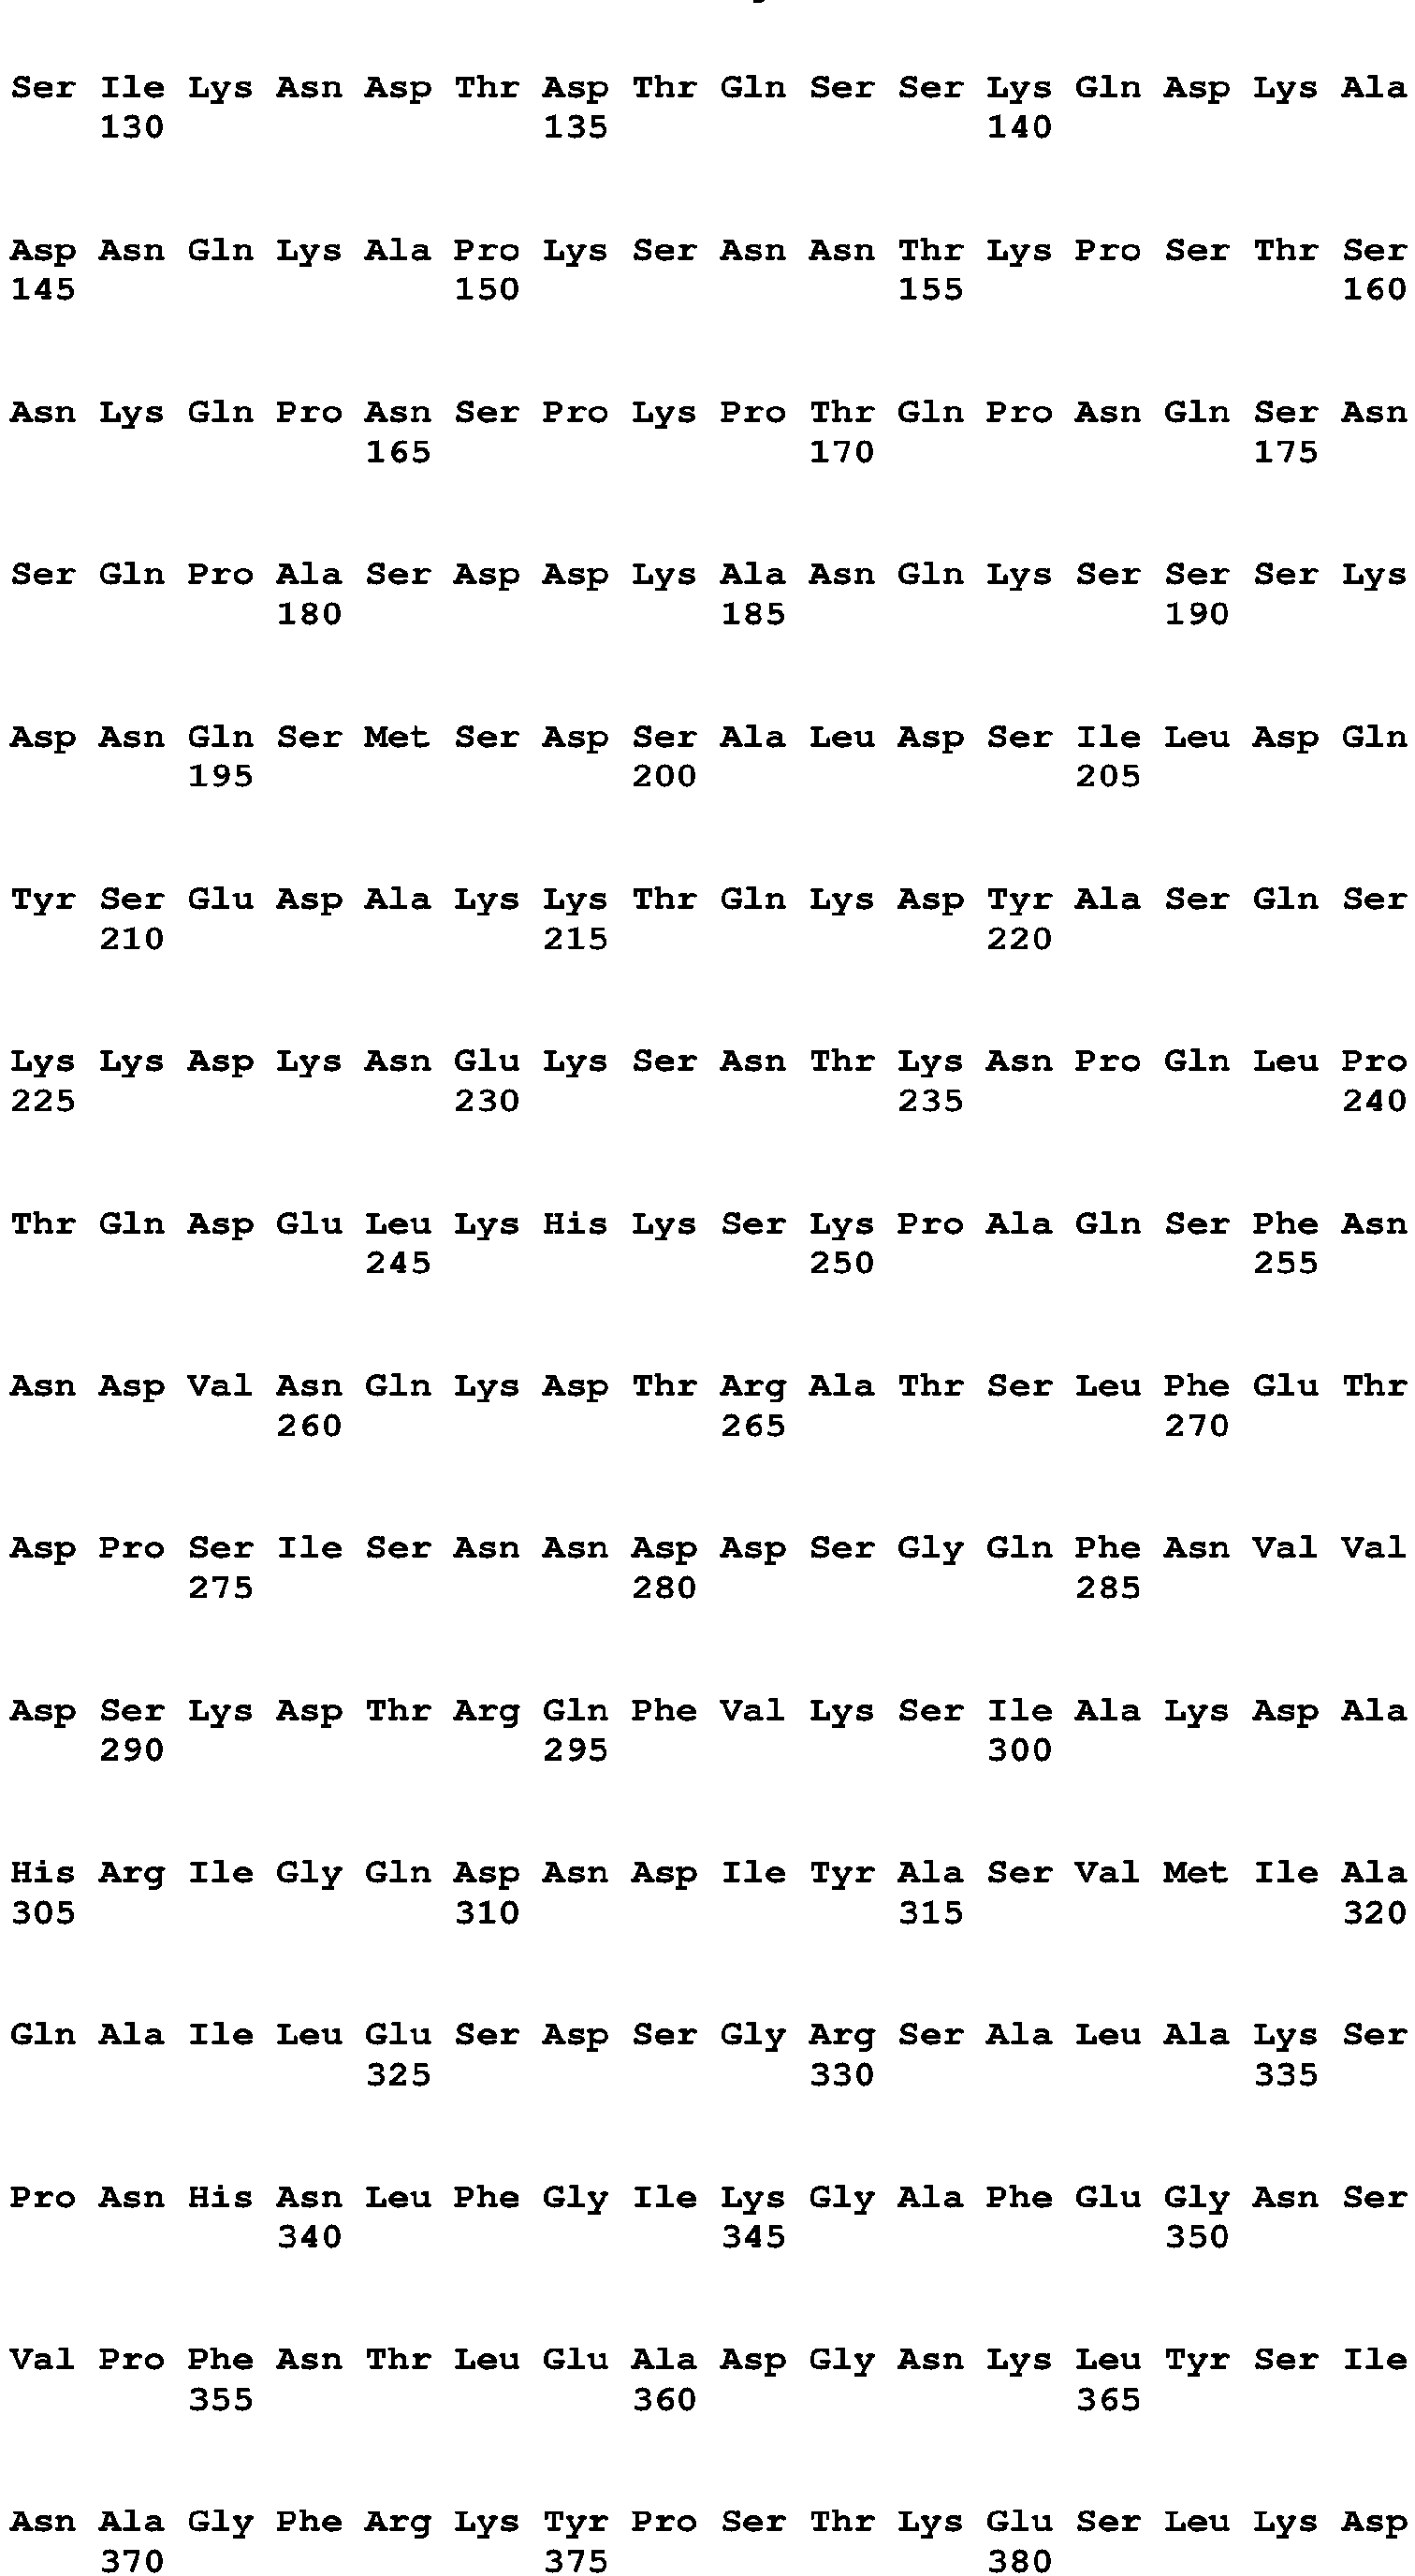 Ser Ile Lys Asn Asp Thr Asp Thr Gln Ser Ser Lys Gln Asp Lys Ala
130 135 140
Asp Asn Gln Lys Ala Pro Lys Ser Asn Asn Thr Lys Pro Ser Thr Ser
145 150 155 160
Asn Lys Gln Pro Asn Ser Pro Lys Pro Thr Gln Pro Asn Gln Ser Asn
165 170 175
Ser Gln Pro Ala Ser Asp Asp Lys Ala Asn Gln Lys Ser Ser Ser Lys
180 185 190
Asp Asn Gln Ser Met Ser Asp Ser Ala Leu Asp Ser Ile Leu Asp Gln
195 200 205
Tyr Ser Glu Asp Ala Lys Lys Thr Gln Lys Asp Tyr Ala Ser Gln Ser
210 215 220
Lys Lys Asp Lys Asn Glu Lys Ser Asn Thr Lys Asn Pro Gln Leu Pro
225 230 235 240
Thr Gln Asp Glu Leu Lys His Lys Ser Lys Pro Ala Gln Ser Phe Asn
245 250 255
Asn Asp Val Asn Gln Lys Asp Thr Arg Ala Thr Ser Leu Phe Glu Thr
260 265 270
Asp Pro Ser Ile Ser Asn Asn Asp Asp Ser Gly Gln Phe Asn Val Val
275 280 285
Asp Ser Lys Asp Thr Arg Gln Phe Val Lys Ser Ile Ala Lys Asp Ala
290 295 300
His Arg Ile Gly Gln Asp Asn Asp Ile Tyr Ala Ser Val Met Ile Ala
305 310 315 320
Gln Ala Ile Leu Glu Ser Asp Ser Gly Arg Ser Ala Leu Ala Lys Ser
325 330 335
Pro Asn His Asn Leu Phe Gly Ile Lys Gly Ala Phe Glu Gly Asn Ser
340 345 350
Val Pro Phe Asn Thr Leu Glu Ala Asp Gly Asn Lys Leu Tyr Ser Ile
355 360 365
Asn Ala Gly Phe Arg Lys Tyr Pro Ser Thr Lys Glu Ser Leu Lys Asp
370 375 380